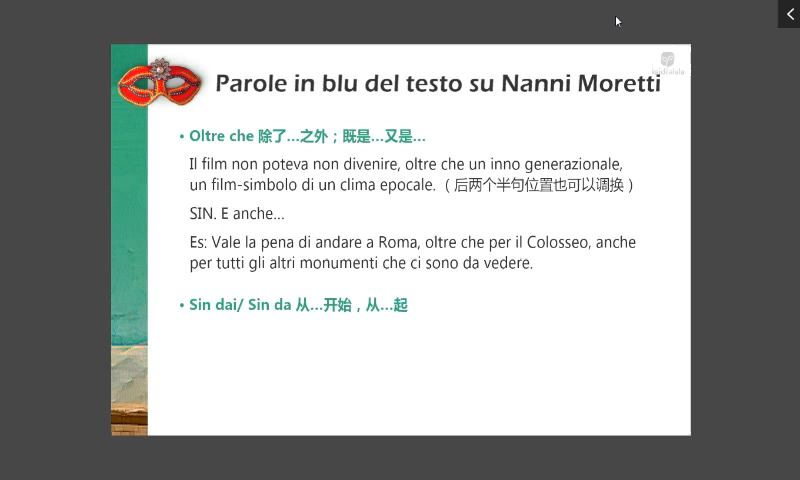 Parole in blu del testo su Nanni Moretti
• Oltre che 除了…之外；既是…又是…
Il film non poteva non divenire, oltre che un inno generazionale,
un film-simbolo di un clima epocale. （后两个半句位置也可以调换）
SIN. E anche…
Es: Vale la pena di andare a Roma, oltre che per il Colosseo, anche
per tutti gli altri monumenti che ci sono da vedere.
• Sin dai/ Sin da 从…开始，从…起